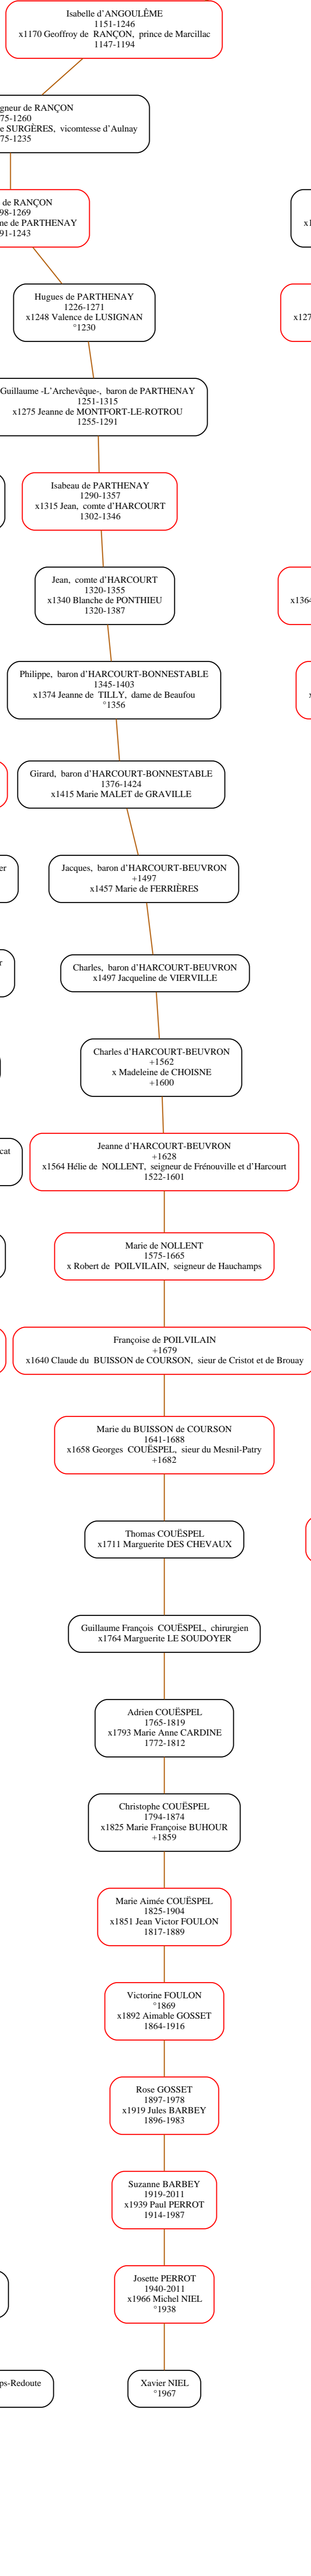 Isabelle d'ANGOULÊME
1151-1246
x1170 Geoffroy de RANÇON, prince de Marcillac
1147-1194
gneur de RANÇON
75-1260
e SURGÈRES, vicomtesse d'Aulnay
75-1235
de RANÇON
98-1269
me de PARTHENAY
91-1243
x1
Hugues de PARTHENAY
1226-1271
x1248 Valence de LUSIGNAN
°1230
x127
Guillaume -L'Archevêque-, baron de PARTHENAY
1251-1315
x1275 Jeanne de MONTFORT-LE-ROTROU
1255-1291
Isabeau de PARTHENAY
1290-1357
x1315 Jean, comte d'HARCOURT
1302-1346
Jean, comte d'HARCOURT
1320-1355
x1340 Blanche de PONTHIEU
1320-1387
x1364
Philippe, baron d'HARCOURT-BONNESTABLE
1345-1403
x1374 Jeanne de TILLY, dame de Beaufou
°1356
x
Girard, baron d'HARCOURT-BONNESTABLE
1376-1424
x1415 Marie MALET de GRAVILLE
er
Jacques, baron d'HARCOURT-BEUVRON
+1497
x1457 Marie de FERRIÈRES
r
Charles, baron d'HARCOURT-BEUVRON
x1497 Jacqueline de VIERVILLE
Charles d'HARCOURT-BEUVRON
+1562
x Madeleine de CHOISNE
+1600
cat
Jeanne d'HARCOURT-BEUVRON
+1628
x1564 Hélie de NOLLENT, seigneur de Frénouville et d'Harcourt
1522-1601
Marie de NOLLENT
1575-1665
x Robert de POILVILAIN, seigneur de Hauchamps
Françoise de POILVILAIN
+1679
x1640 Claude du BUISSON de COURSON, sieur de Cristot et de Brouay
Marie du BUISSON de COURSON
1641-1688
x1658 Georges COUËSPEL, sieur du Mesnil-Patry
+1682
Thomas COUËSPEL
x1711 Marguerite DES CHEVAUX
Guillaume François COUËSPEL, chirurgien
x1764 Marguerite LE SOUDOYER
Adrien COUËSPEL
1765-1819
x1793 Marie Anne CARDINE
1772-1812
Christophe COUËSPEL
1794-1874
x1825 Marie Françoise BUHOUR
+1859
Marie Aimée COUËSPEL
1825-1904
x1851 Jean Victor FOULON
1817-1889
Victorine FOULON
°1869
x1892 Aimable GOSSET
1864-1916
Rose GOSSET
1897-1978
x1919 Jules BARBEY
1896-1983
Suzanne BARBEY
1919-2011
x1939 Paul PERROT
1914-1987
Josette PERROT
1940-2011
x1966 Michel NIEL
°1938
ps-Redoute
Xavier NIEL
°1967